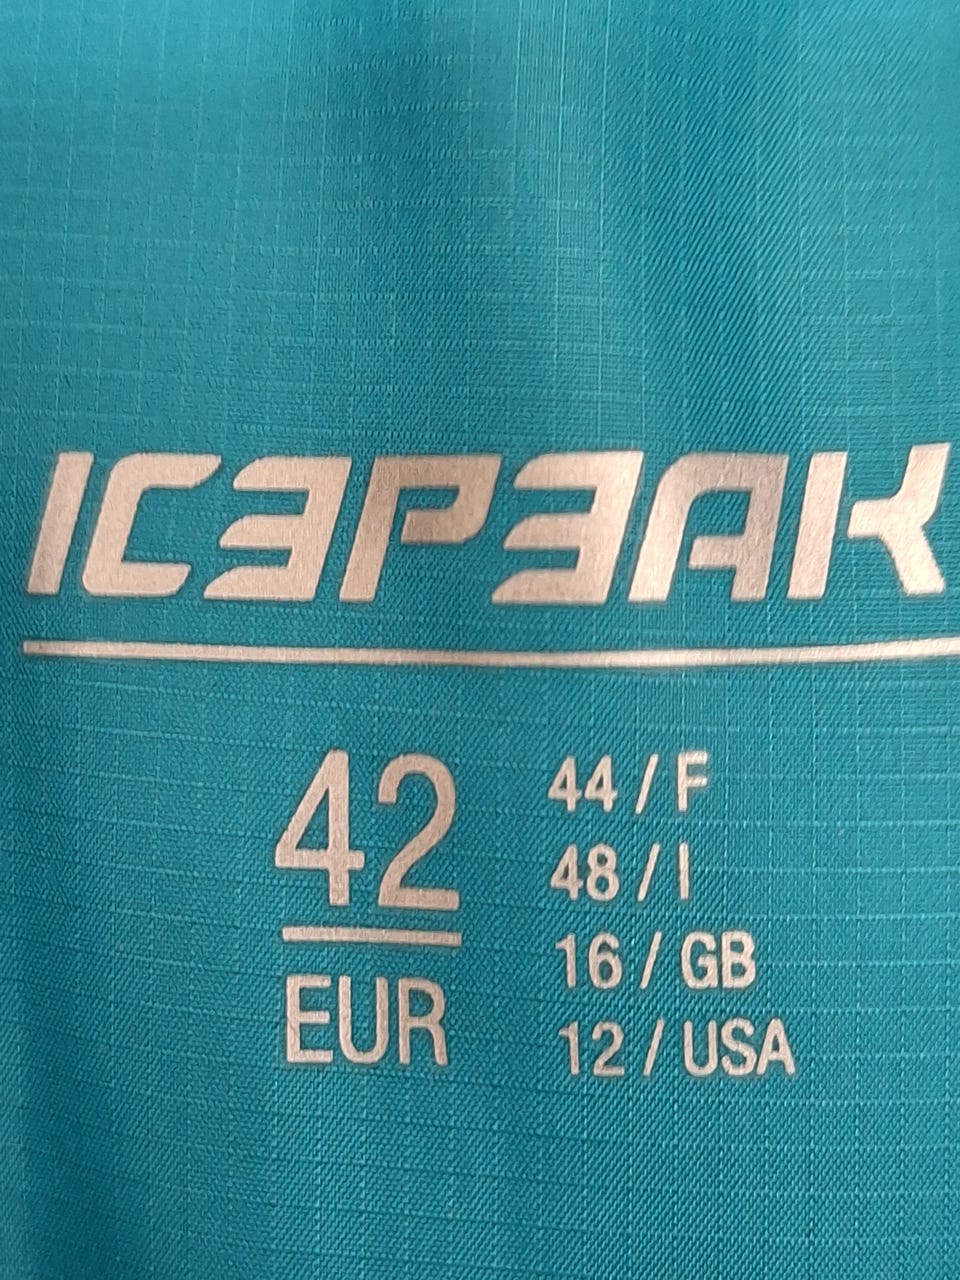 ICEPEAK
42
EUR
44 / F
48 / I
16 / GB
12 / USA